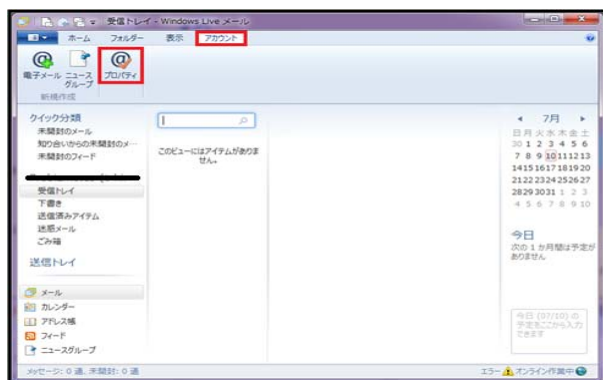 受信トレイ - Windows Live メール
ホーム フォルダー 表示 アカウント
電子メール ニュース グループ プロパティ
新規作成
クイック分類
未開封のメール
知り合いからの未開封のメ…
未開封のフィード
受信トレイ
下書き
送信済みアイテム
迷惑メール
ごみ箱
送信トレイ
メール
カレンダー
アドレス帳
フィード
ニュースグループ
このビューにはアイテムがありま
せん。
7月
日 月 火 水 木 金 土
30 1 2 3 4 5 6
7 8 9 10 11 12 13
14 15 16 17 18 19 20
21 22 23 24 25 26 27
28 29 30 31 1 2 3
4 5 6 7 8 9 10
今日
次の 1 か月間は予定が
ありません
今日 (07/10) の
予定をここから入力
できます
メッセージ: 0 通、未開封: 0 通
エラー オンライン作業中